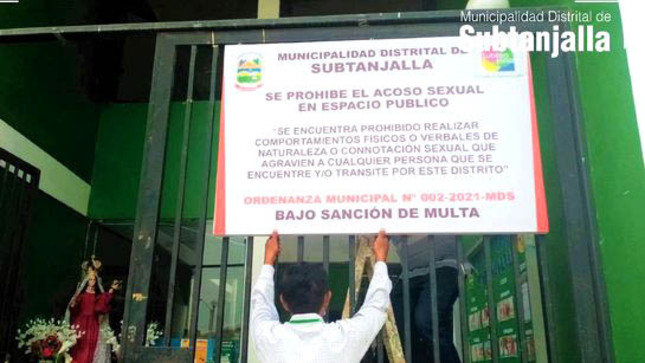 Municipalidad Distrital de
Subtanjalla
MUNICIPALIDAD DISTRITAL DE
SUBTANJALLA
SE PROHIBE EL ACOSO SEXUAL
EN ESPACIO PUBLICO
"SE ENCUENTRA PROHIBIDO REALIZAR
COMPORTAMIENTOS FÍSICOS O VERBALES DE
NATURALEZA O CONNOTACIÓN SEXUAL QUE
AGRAVIEN A CUALQUIER PERSONA QUE SE
ENCUENTRE Y/O TRANSITE POR ESTE DISTRITO"
ORDENANZA MUNICIPAL N° 002-2021-MDS
BAJO SANCIÓN DE MULTA